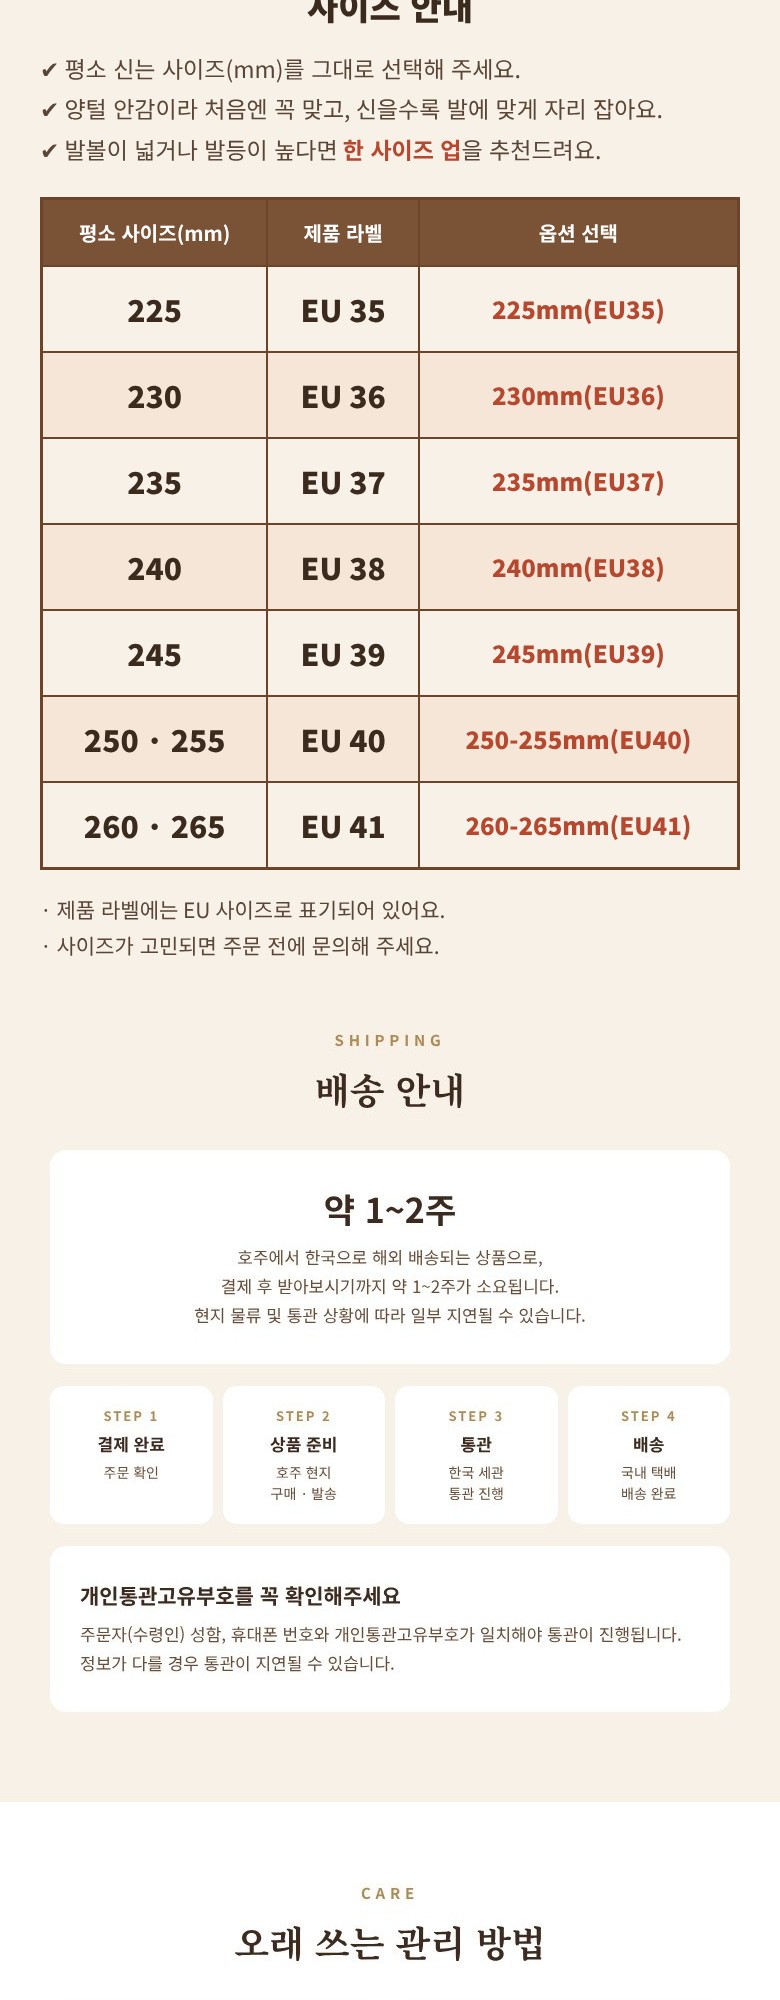 사이즈 안내
✔ 평소 신는 사이즈(mm)를 그대로 선택해 주세요.
✔ 양털 안감이라 처음엔 꼭 맞고, 신을수록 발에 맞게 자리 잡아요.
✔ 발볼이 넓거나 발등이 높다면 한 사이즈 업을 추천드려요.
평소 사이즈(mm) 제품 라벨 옵션 선택
225 EU 35 225mm(EU35)
230 EU 36 230mm(EU36)
235 EU 37 235mm(EU37)
240 EU 38 240mm(EU38)
245 EU 39 245mm(EU39)
250 · 255 EU 40 250-255mm(EU40)
260 · 265 EU 41 260-265mm(EU41)
· 제품 라벨에는 EU 사이즈로 표기되어 있어요.
· 사이즈가 고민되면 주문 전에 문의해 주세요.
SHIPPING
배송 안내
약 1~2주
호주에서 한국으로 해외 배송되는 상품으로,
결제 후 받아보시기까지 약 1~2주가 소요됩니다.
현지 물류 및 통관 상황에 따라 일부 지연될 수 있습니다.
STEP 1 STEP 2 STEP 3 STEP 4
결제 완료 상품 준비 통관 배송
주문 확인 호주 현지 한국 세관 국내 택배
구매 · 발송 통관 진행 배송 완료
개인통관고유부호를 꼭 확인해주세요
주문자(수령인) 성함, 휴대폰 번호와 개인통관고유부호가 일치해야 통관이 진행됩니다.
정보가 다를 경우 통관이 지연될 수 있습니다.
CARE
오래 쓰는 관리 방법